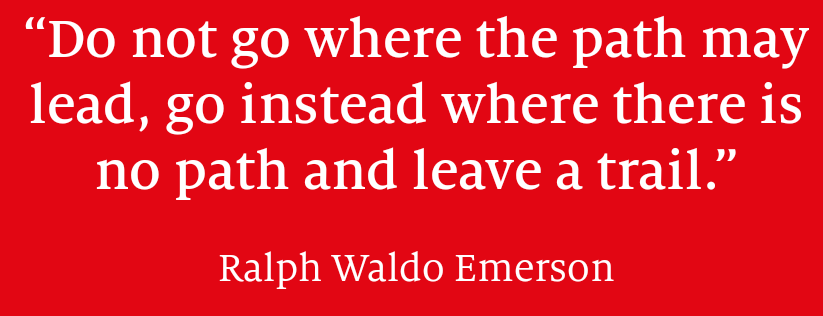 “Do not go where the path may
lead, go instead where there is
no path and leave a trail.”
Ralph Waldo Emerson